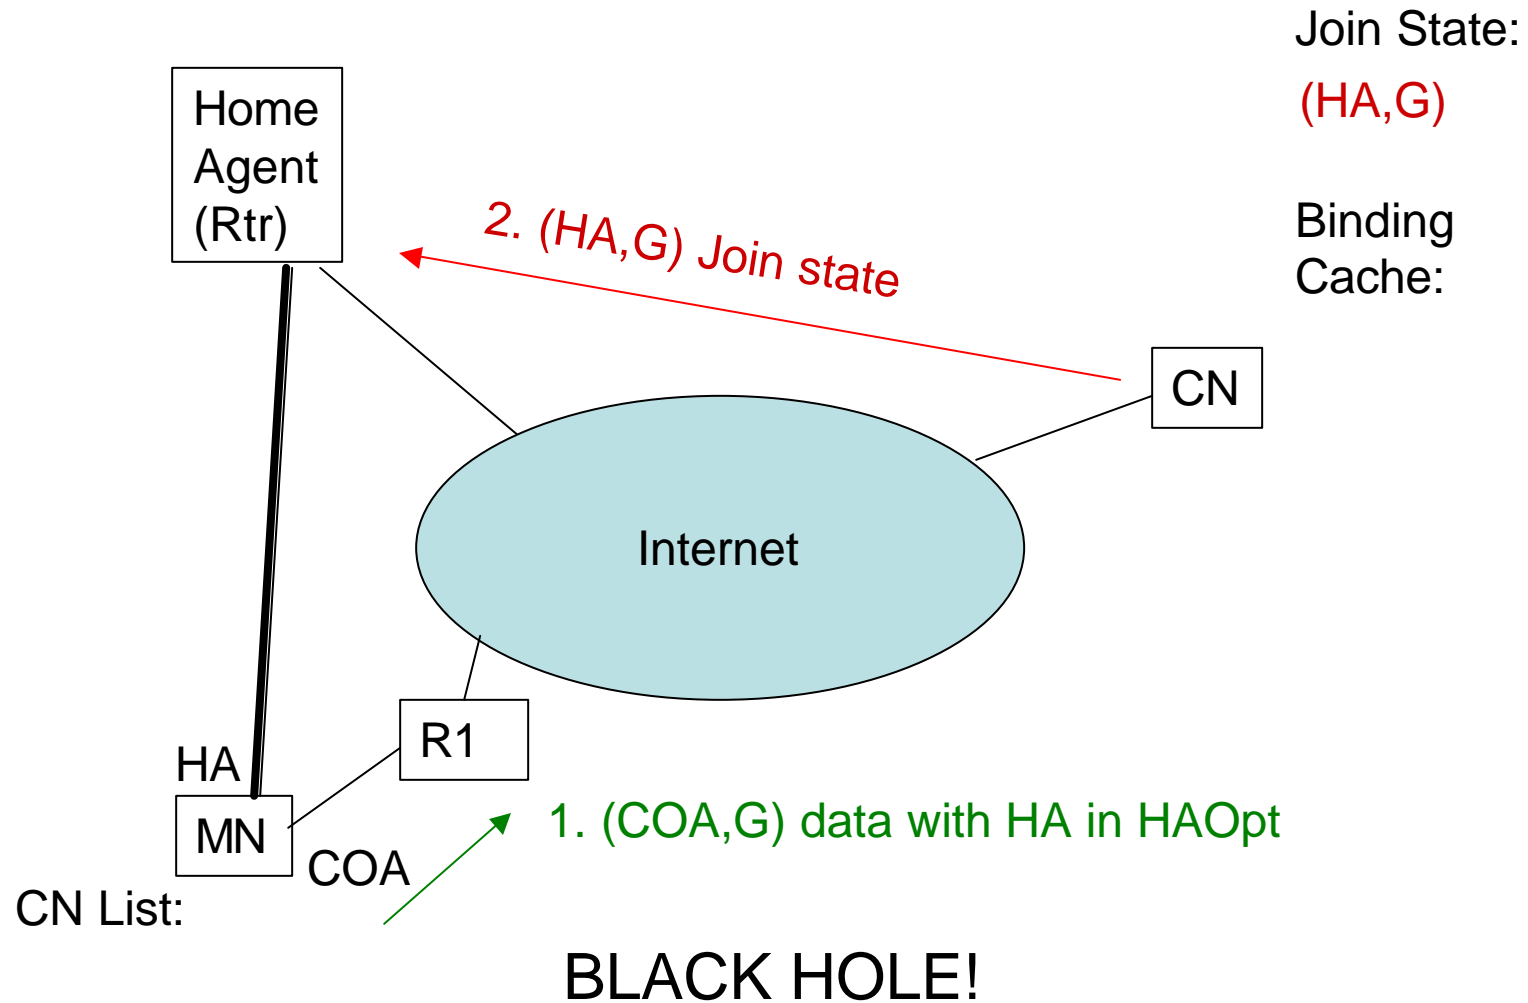 Join State:
(HA,G)
Home
Agent
(Rtr)
2. (HA,G) Join state
Binding
Cache:
CN
Internet
R1
HA
MN
COA
1. (COA,G) data with HA in HAOpt
CN List:
BLACK HOLE!